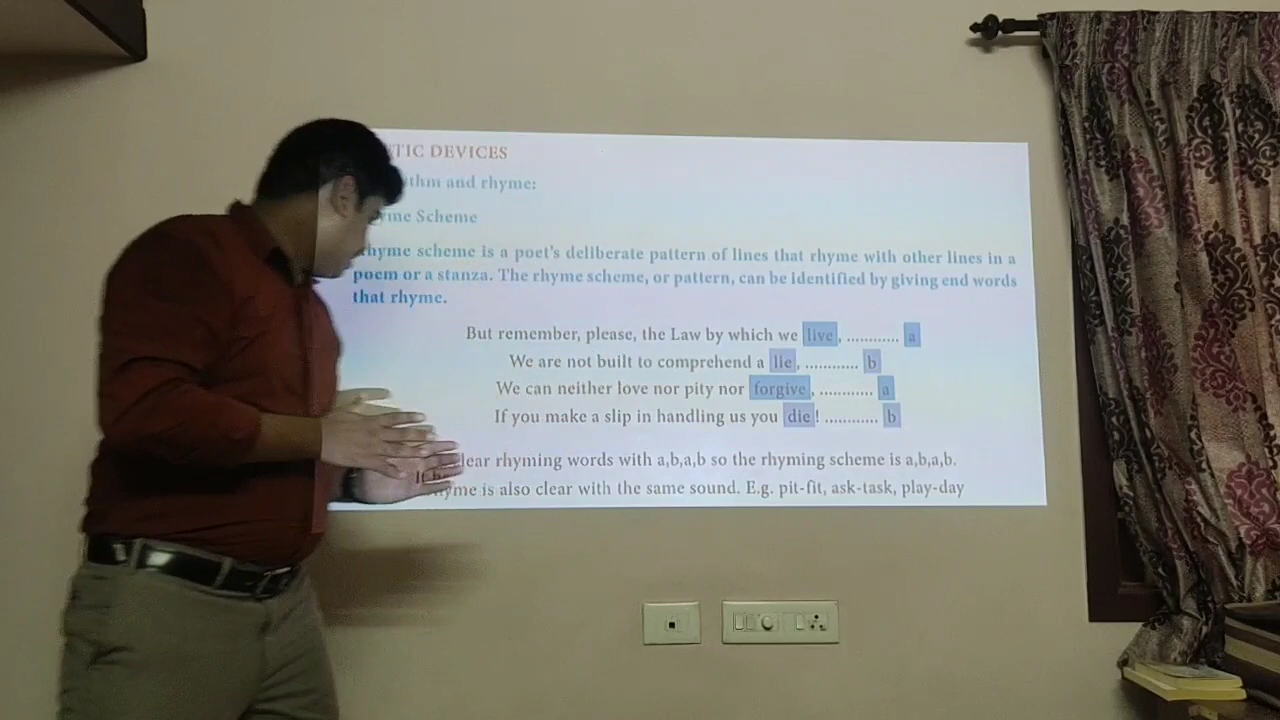 TIC DEVICES
thm and rhyme:
yme Scheme
rhyme scheme is a poet's deliberate pattern of lines that rhyme with other lines in a
poem or a stanza. The rhyme scheme, or pattern, can be identified by giving end words
that rhyme.
But remember, please, the Law by which we live, ............ a
We are not built to comprehend a lie, ............ b
We can neither love nor pity nor forgive, ............ a
If you make a slip in handling us you die! ............ b
lear rhyming words with a,b,a,b so the rhyming scheme is a,b,a,b.
yme is also clear with the same sound. E.g. pit-fit, ask-task, play-day